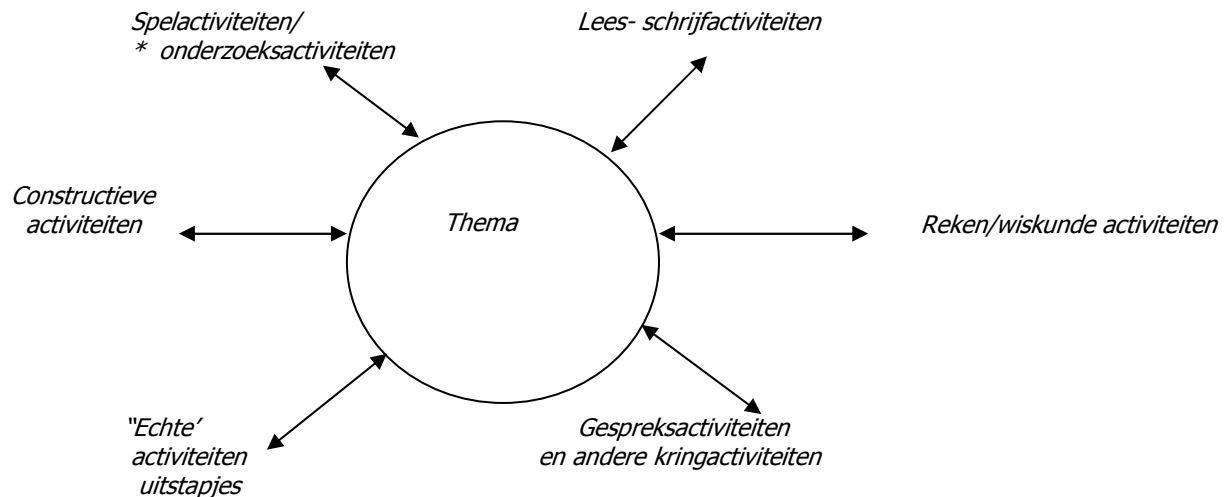 Spelactiviteiten/
* onderzoeksactiviteiten
Lees- schrijfactiviteiten
Constructieve
activiteiten
Thema
Reken/wiskunde activiteiten
“Echte’
activiteiten
uitstapjes
Gespreksactiviteiten
en andere kringactiviteiten